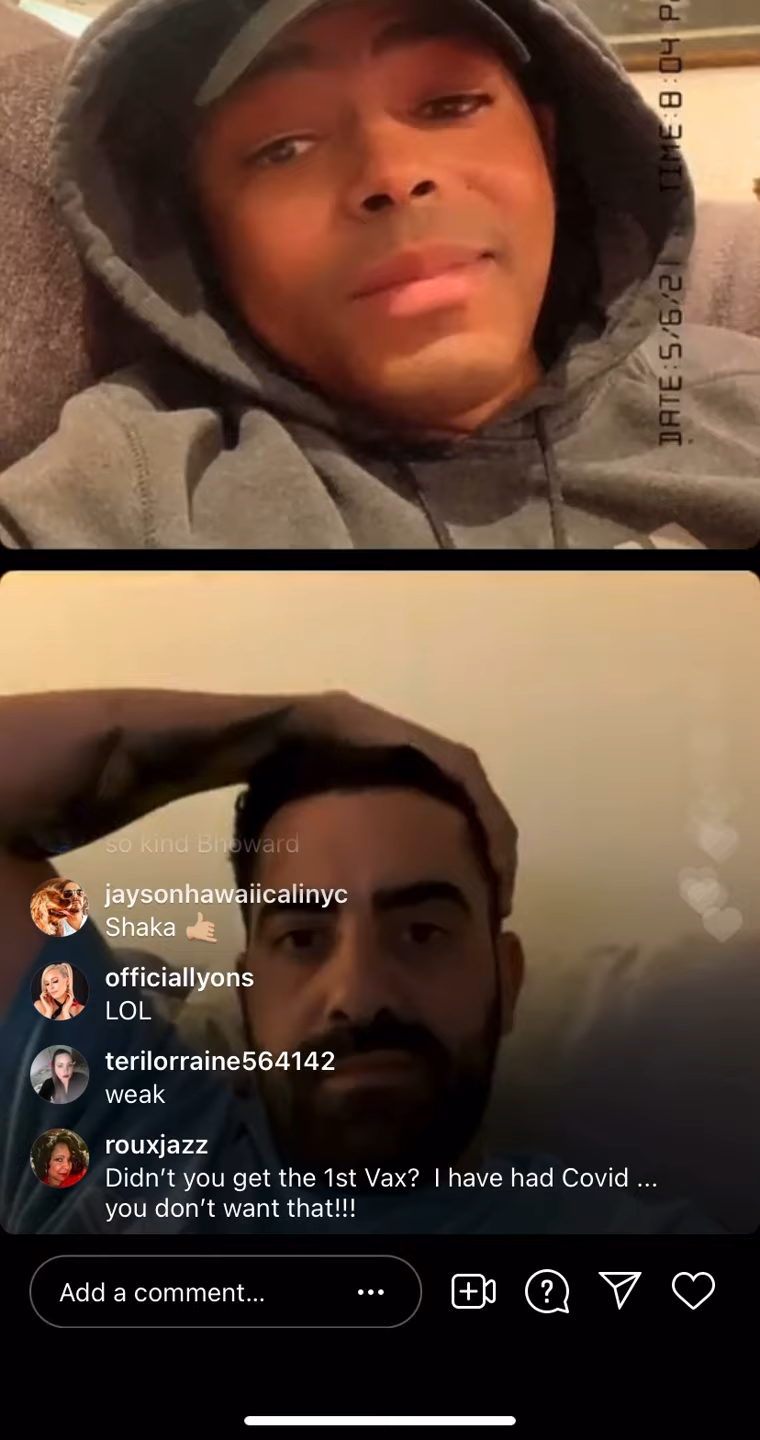 TIME:8:04 P
DATE:5/6/21
so kind Bhoward
jaysonhawaiicalinyc
Shaka 🤙🏼
officiallyons
LOL
terilorraine564142
weak
rouxjazz
Didn’t you get the 1st Vax?  I have had Covid ...
you don’t want that!!!
Add a comment...